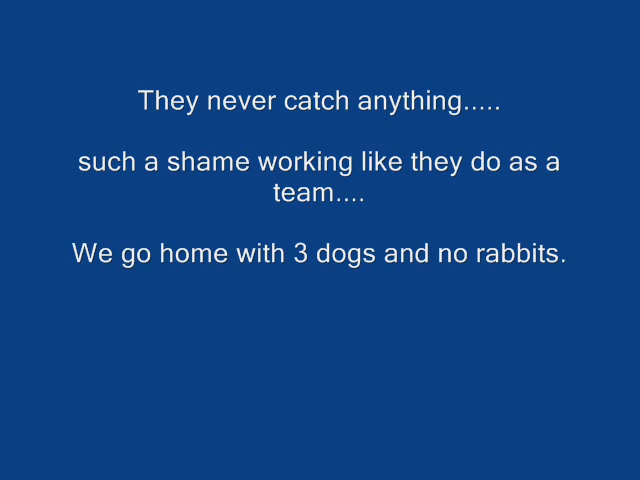 They never catch anything.....
such a shame working like they do as a
team....
We go home with 3 dogs and no rabbits.